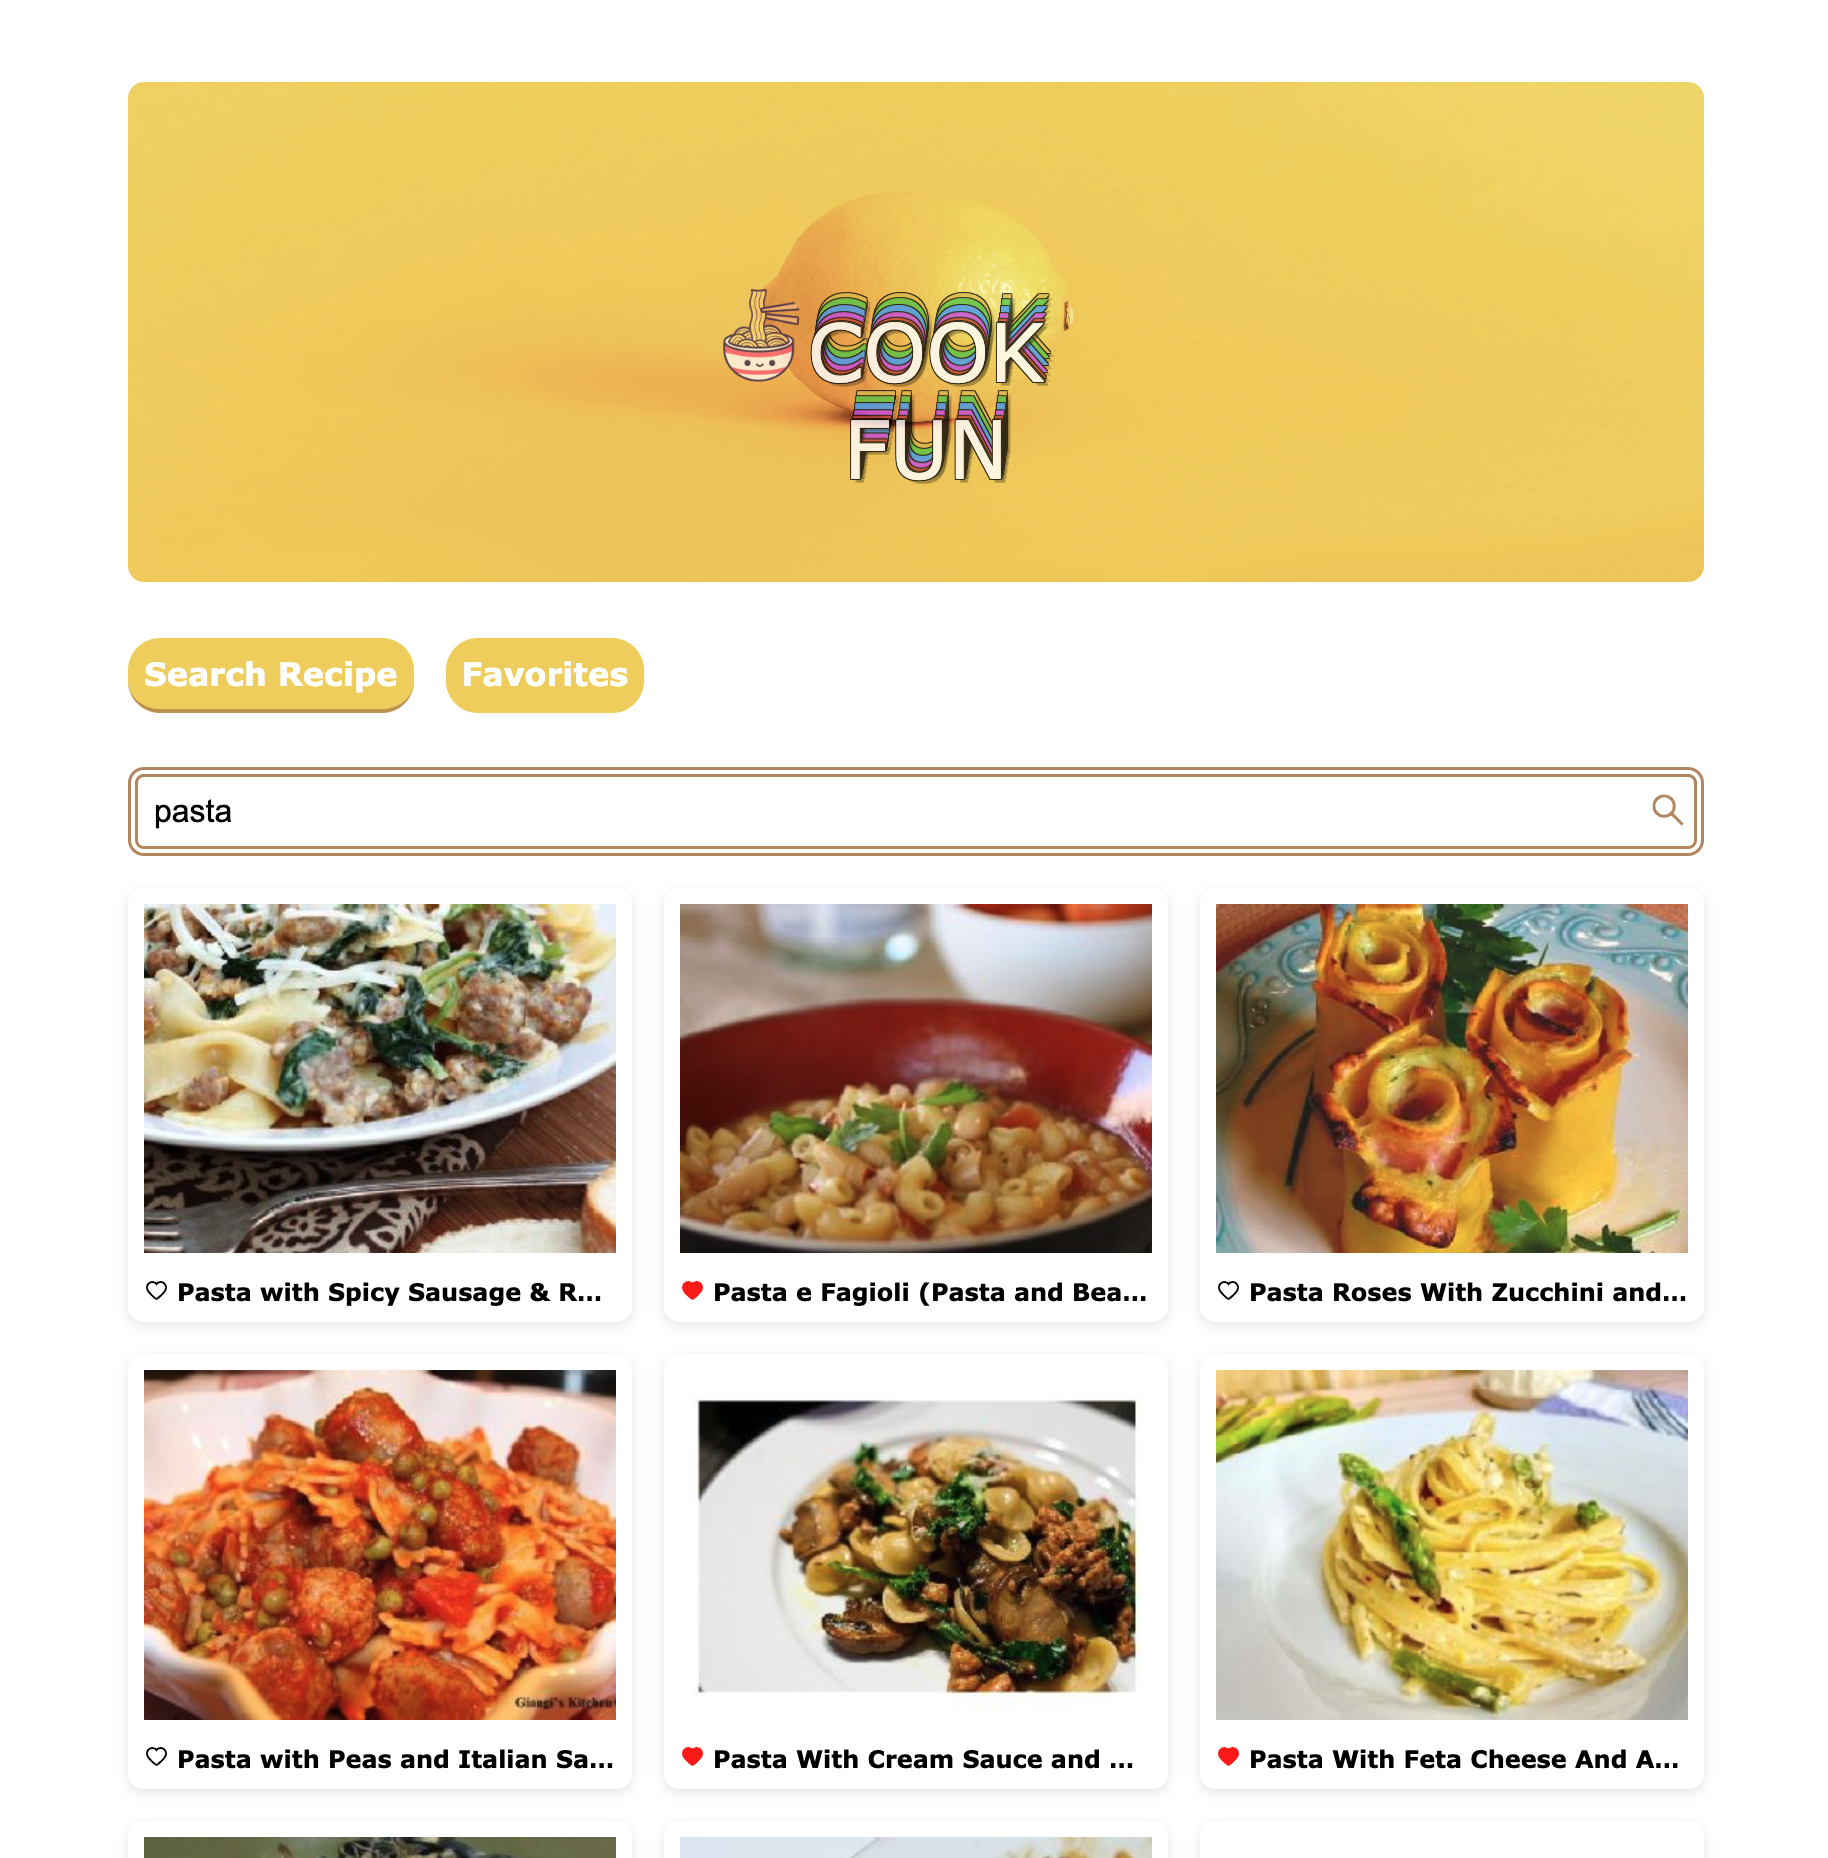 COOK
FUN
Search Recipe
Favorites
pasta
Pasta with Spicy Sausage & R...
Pasta e Fagioli (Pasta and Bea...
Pasta Roses With Zucchini and...
Giangi's Kitchen
Pasta with Peas and Italian Sa...
Pasta With Cream Sauce and ...
Pasta With Feta Cheese And A...